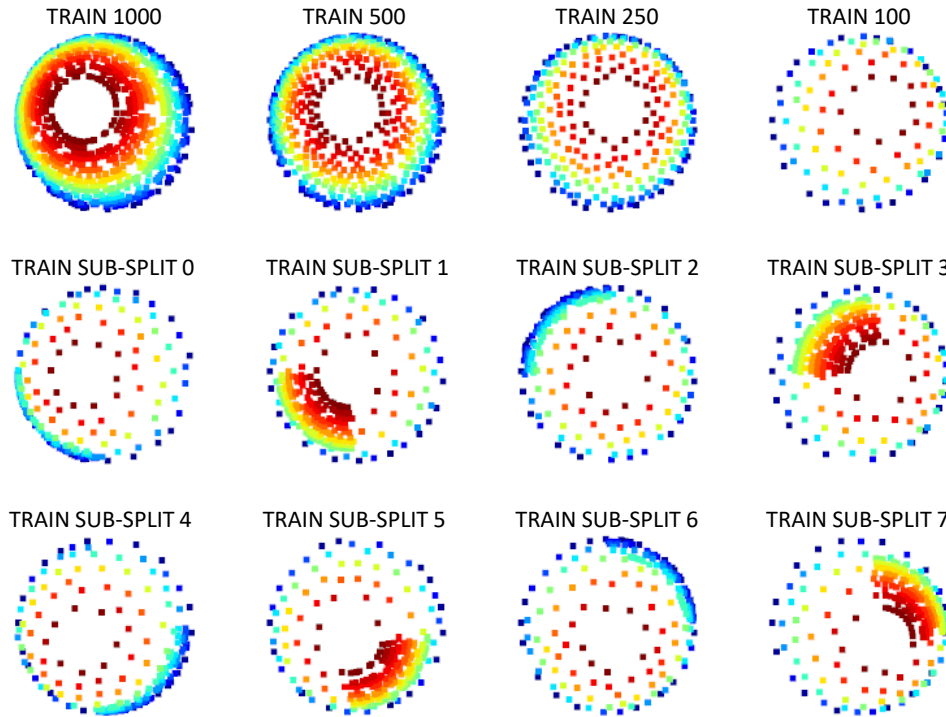 TRAIN 1000
TRAIN 500
TRAIN 250
TRAIN 100
TRAIN SUB-SPLIT 0
TRAIN SUB-SPLIT 1
TRAIN SUB-SPLIT 2
TRAIN SUB-SPLIT 3
TRAIN SUB-SPLIT 4
TRAIN SUB-SPLIT 5
TRAIN SUB-SPLIT 6
TRAIN SUB-SPLIT 7